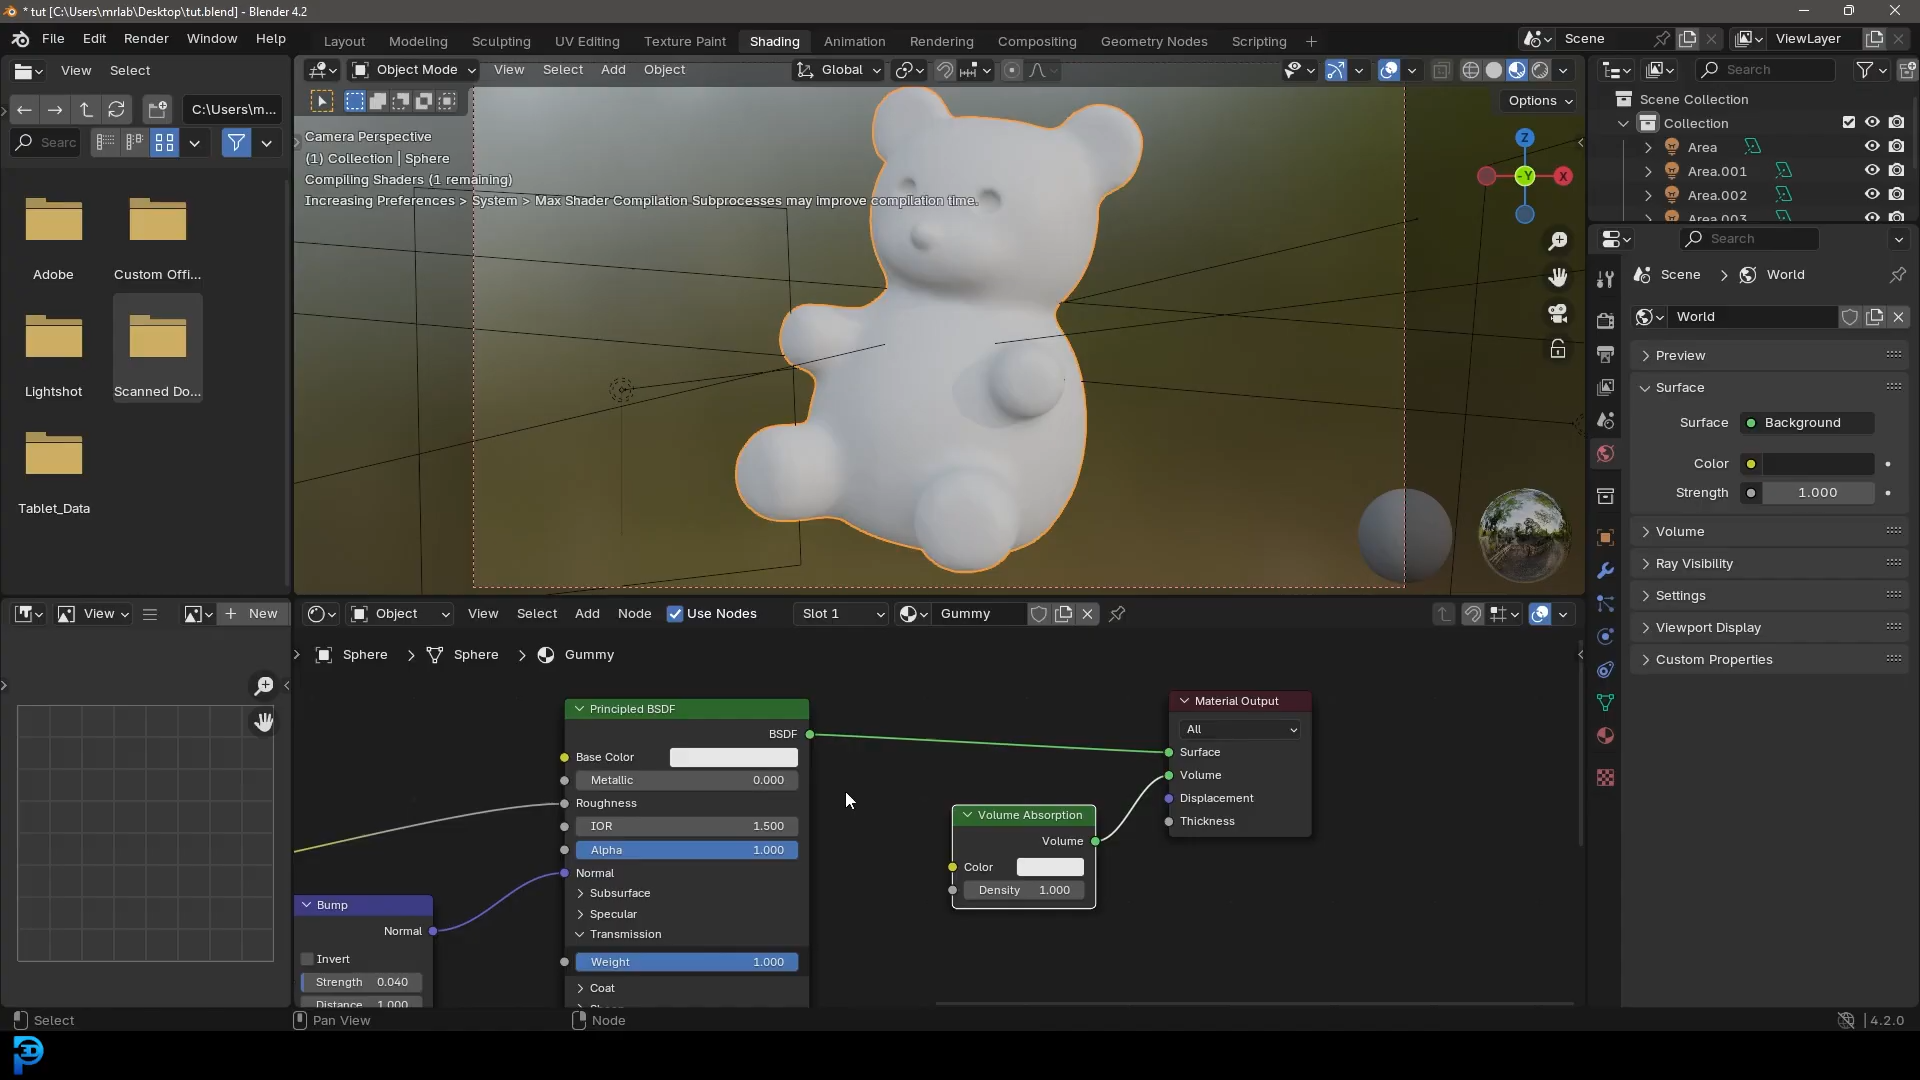 * tut [C:\Users\mrlab\Desktop\tut.blend] - Blender 4.2
File Edit Render Window Help
Layout Modeling Sculpting UV Editing Texture Paint Shading Animation Rendering Compositing Geometry Nodes Scripting +
Scene
ViewLayer
View Select
C:\Users\m...
Searc
Adobe
Custom Offi...
Lightshot
Scanned Do...
Tablet_Data
Object Mode View Select Add Object Global
Options
Camera Perspective
(1) Collection | Sphere
Compiling Shaders (1 remaining)
Increasing Preferences > System > Max Shader Compilation Subprocesses may improve compilation time.
Z
-Y
X
Search
Scene Collection
Collection
Area
Area.001
Area.002
Area.003
Search
Scene > World
World
Preview
Surface
Surface Background
Color
Strength 1.000
Volume
Ray Visibility
Settings
Viewport Display
Custom Properties
View
+ New
Object View Select Add Node Use Nodes Slot 1 Gummy
Sphere > Sphere > Gummy
Bump
Normal
Invert
Strength 0.040
Distance 1.000
Principled BSDF
BSDF
Base Color
Metallic 0.000
Roughness
IOR 1.500
Alpha 1.000
Normal
Subsurface
Specular
Transmission
Weight 1.000
Coat
Volume Absorption
Volume
Color
Density 1.000
Material Output
All
Surface
Volume
Displacement
Thickness
Select
Pan View
Node
4.2.0